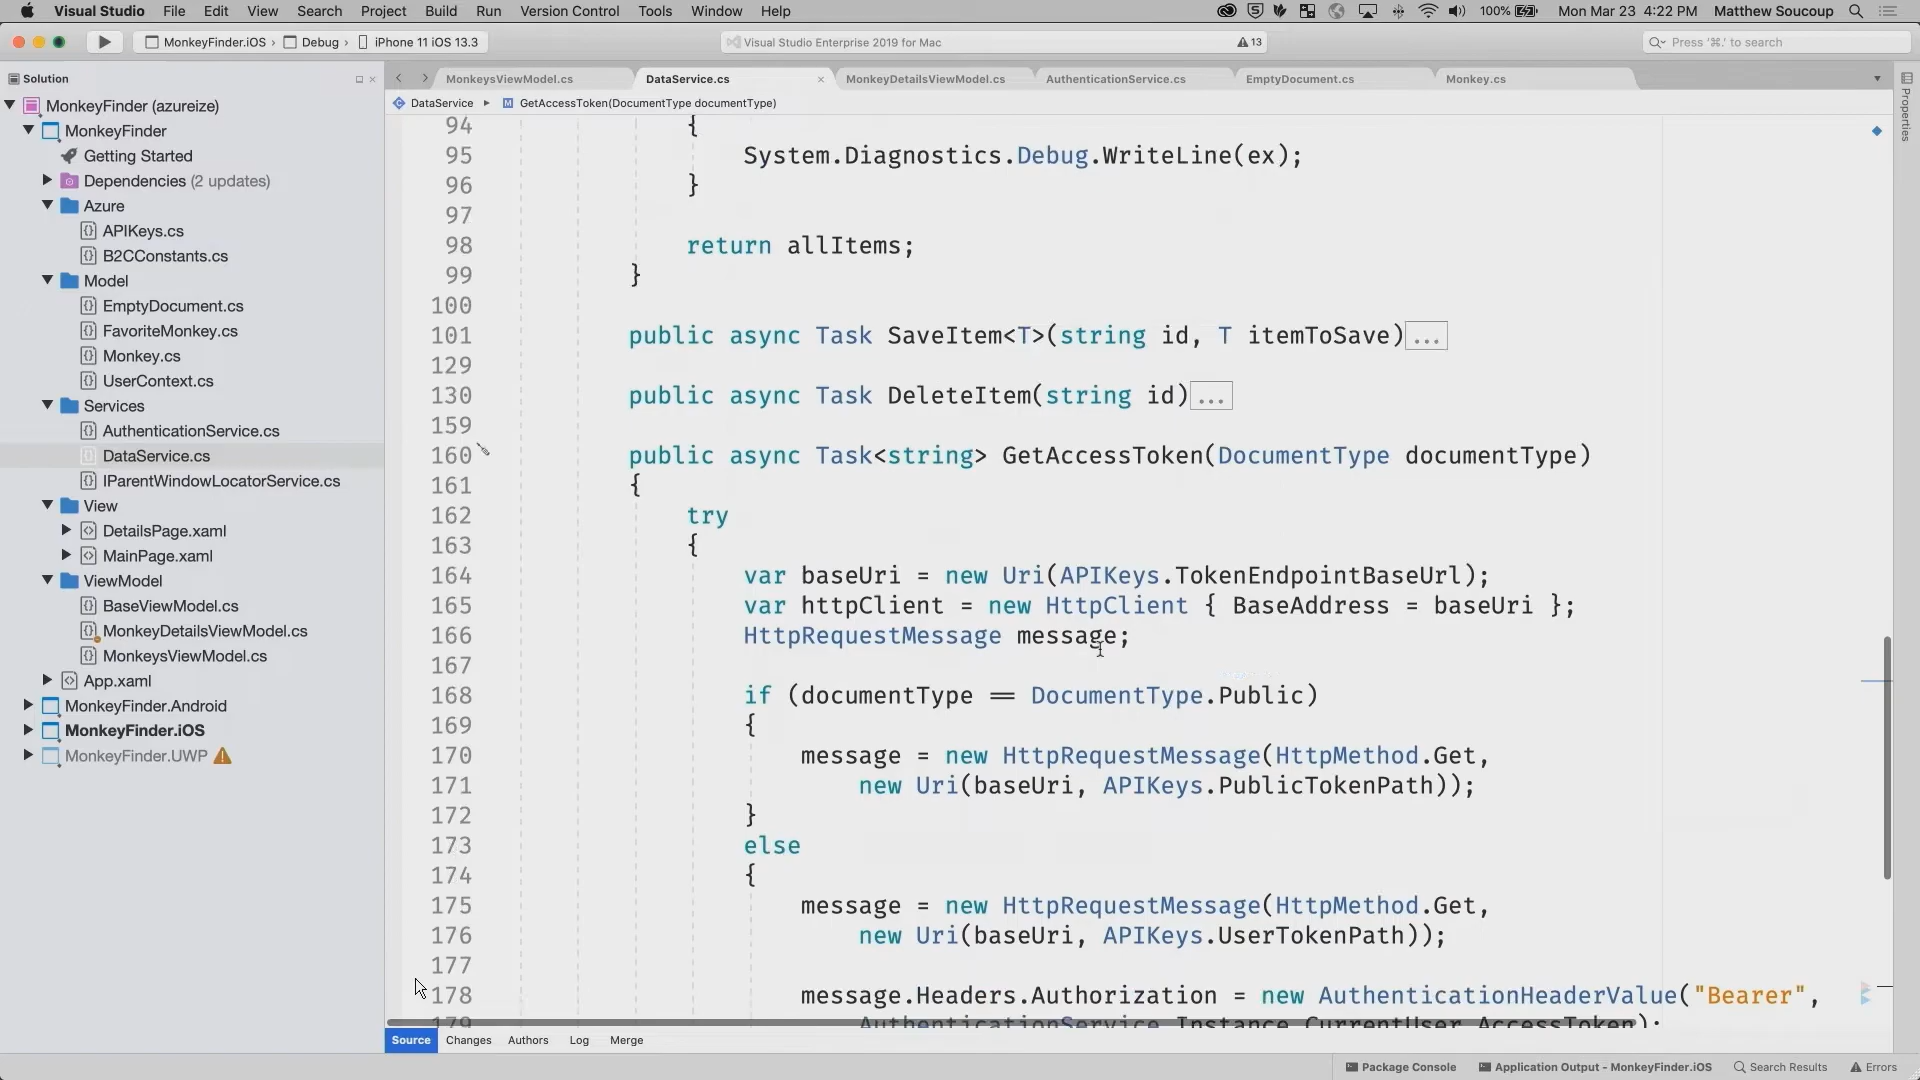 Visual Studio File Edit View Search Project Build Run Version Control Tools Window Help 100% Mon Mar 23 4:22 PM Matthew Soucoup
MonkeyFinder.iOS Debug iPhone 11 iOS 13.3 Visual Studio Enterprise 2019 for Mac 13 Press '⌘.' to search
Solution
MonkeyFinder (azureize)
MonkeyFinder
Getting Started
Dependencies (2 updates)
Azure
APIKeys.cs
B2CConstants.cs
Model
EmptyDocument.cs
FavoriteMonkey.cs
Monkey.cs
UserContext.cs
Services
AuthenticationService.cs
DataService.cs
IParentWindowLocatorService.cs
View
DetailsPage.xaml
MainPage.xaml
ViewModel
BaseViewModel.cs
MonkeyDetailsViewModel.cs
MonkeysViewModel.cs
App.xaml
MonkeyFinder.Android
MonkeyFinder.iOS
MonkeyFinder.UWP
MonkeysViewModel.cs DataService.cs MonkeyDetailsViewModel.cs AuthenticationService.cs EmptyDocument.cs Monkey.cs
DataService GetAccessToken(DocumentType documentType)
94 {
95 System.Diagnostics.Debug.WriteLine(ex);
96 }
97
98 return allItems;
99 }
100
101 public async Task SaveItem<T>(string id, T itemToSave)...
129
130 public async Task DeleteItem(string id)...
159
160 public async Task<string> GetAccessToken(DocumentType documentType)
161 {
162 try
163 {
164 var baseUri = new Uri(APIKeys.TokenEndpointBaseUrl);
165 var httpClient = new HttpClient { BaseAddress = baseUri };
166 HttpRequestMessage message;
167
168 if (documentType == DocumentType.Public)
169 {
170 message = new HttpRequestMessage(HttpMethod.Get,
171 new Uri(baseUri, APIKeys.PublicTokenPath));
172 }
173 else
174 {
175 message = new HttpRequestMessage(HttpMethod.Get,
176 new Uri(baseUri, APIKeys.UserTokenPath));
177
178 message.Headers.Authorization = new AuthenticationHeaderValue("Bearer",
179 AuthenticationService.Instance.CurrentUser.AccessToken);
Properties
Source Changes Authors Log Merge
Package Console Application Output - MonkeyFinder.iOS Search Results Errors